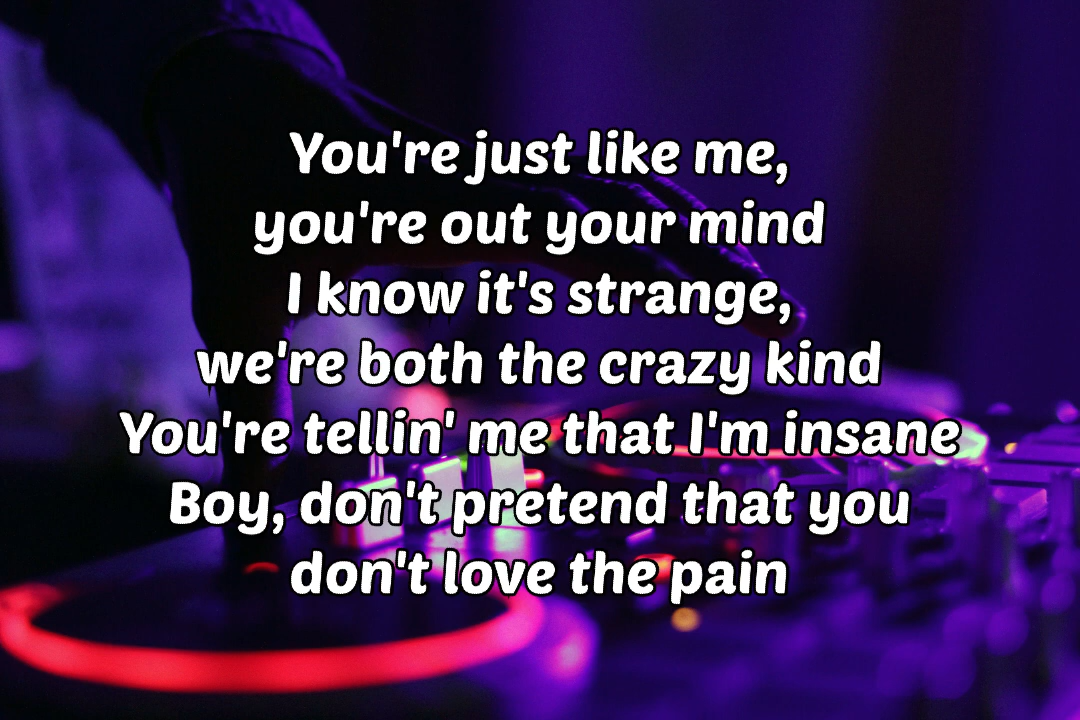 You're just like me,
you're out your mind
I know it's strange,
we're both the crazy kind
You're tellin' me that I'm insane
Boy, don't pretend that you
don't love the pain